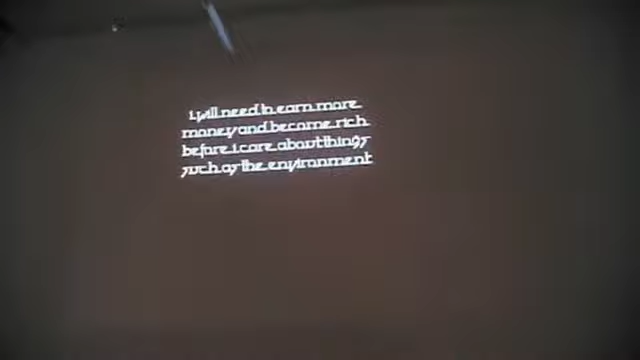 i will need to earn more
money and become rich
before i care about things
such as the environment